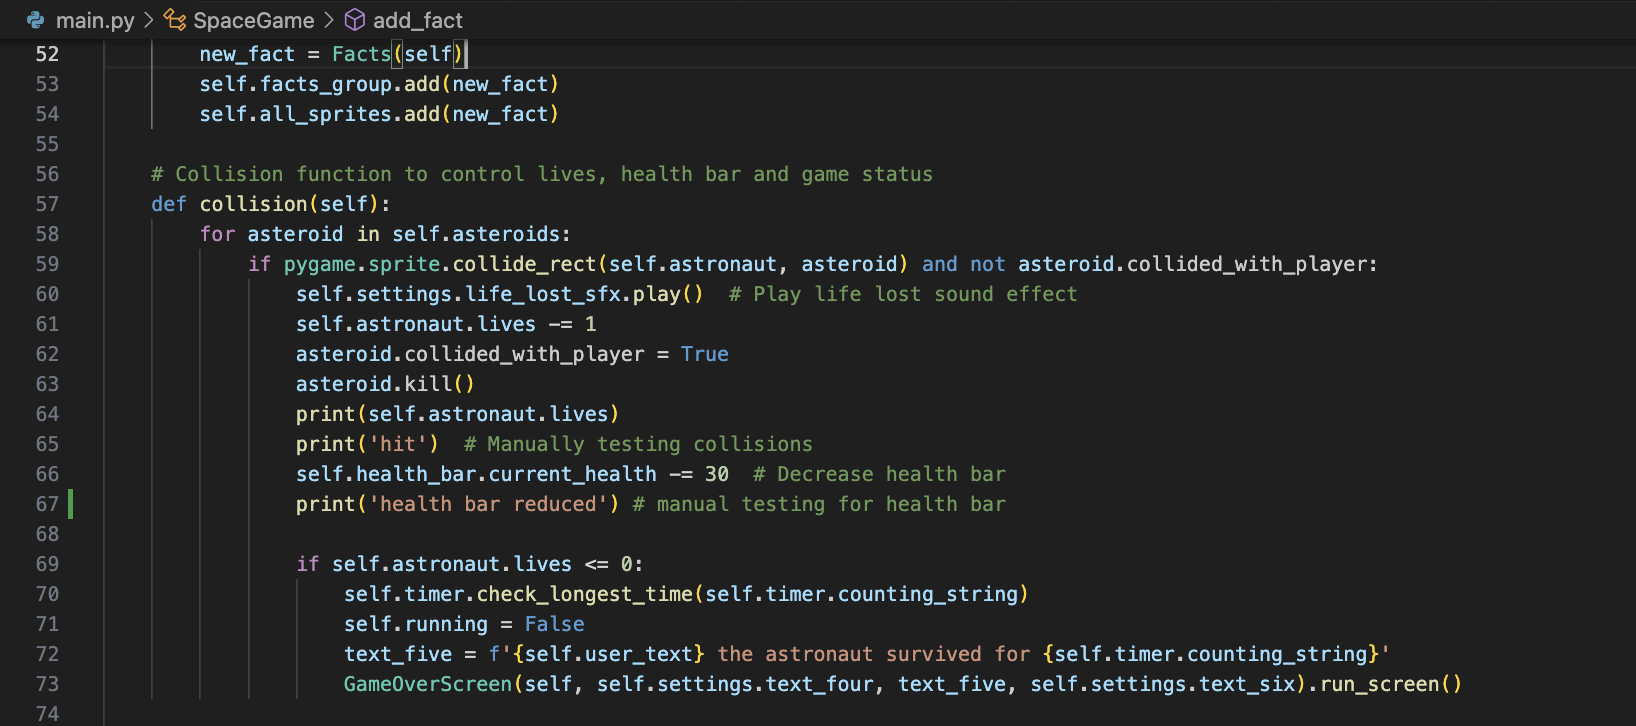 main.py > SpaceGame > add_fact
52 new_fact = Facts(self)
53 self.facts_group.add(new_fact)
54 self.all_sprites.add(new_fact)
55
56 # Collision function to control lives, health bar and game status
57 def collision(self):
58 for asteroid in self.asteroids:
59 if pygame.sprite.collide_rect(self.astronaut, asteroid) and not asteroid.collided_with_player:
60 self.settings.life_lost_sfx.play()  # Play life lost sound effect
61 self.astronaut.lives -= 1
62 asteroid.collided_with_player = True
63 asteroid.kill()
64 print(self.astronaut.lives)
65 print('hit')  # Manually testing collisions
66 self.health_bar.current_health -= 30  # Decrease health bar
67 print('health bar reduced') # manual testing for health bar
68
69 if self.astronaut.lives <= 0:
70 self.timer.check_longest_time(self.timer.counting_string)
71 self.running = False
72 text_five = f'{self.user_text} the astronaut survived for {self.timer.counting_string}'
73 GameOverScreen(self, self.settings.text_four, text_five, self.settings.text_six).run_screen()
74